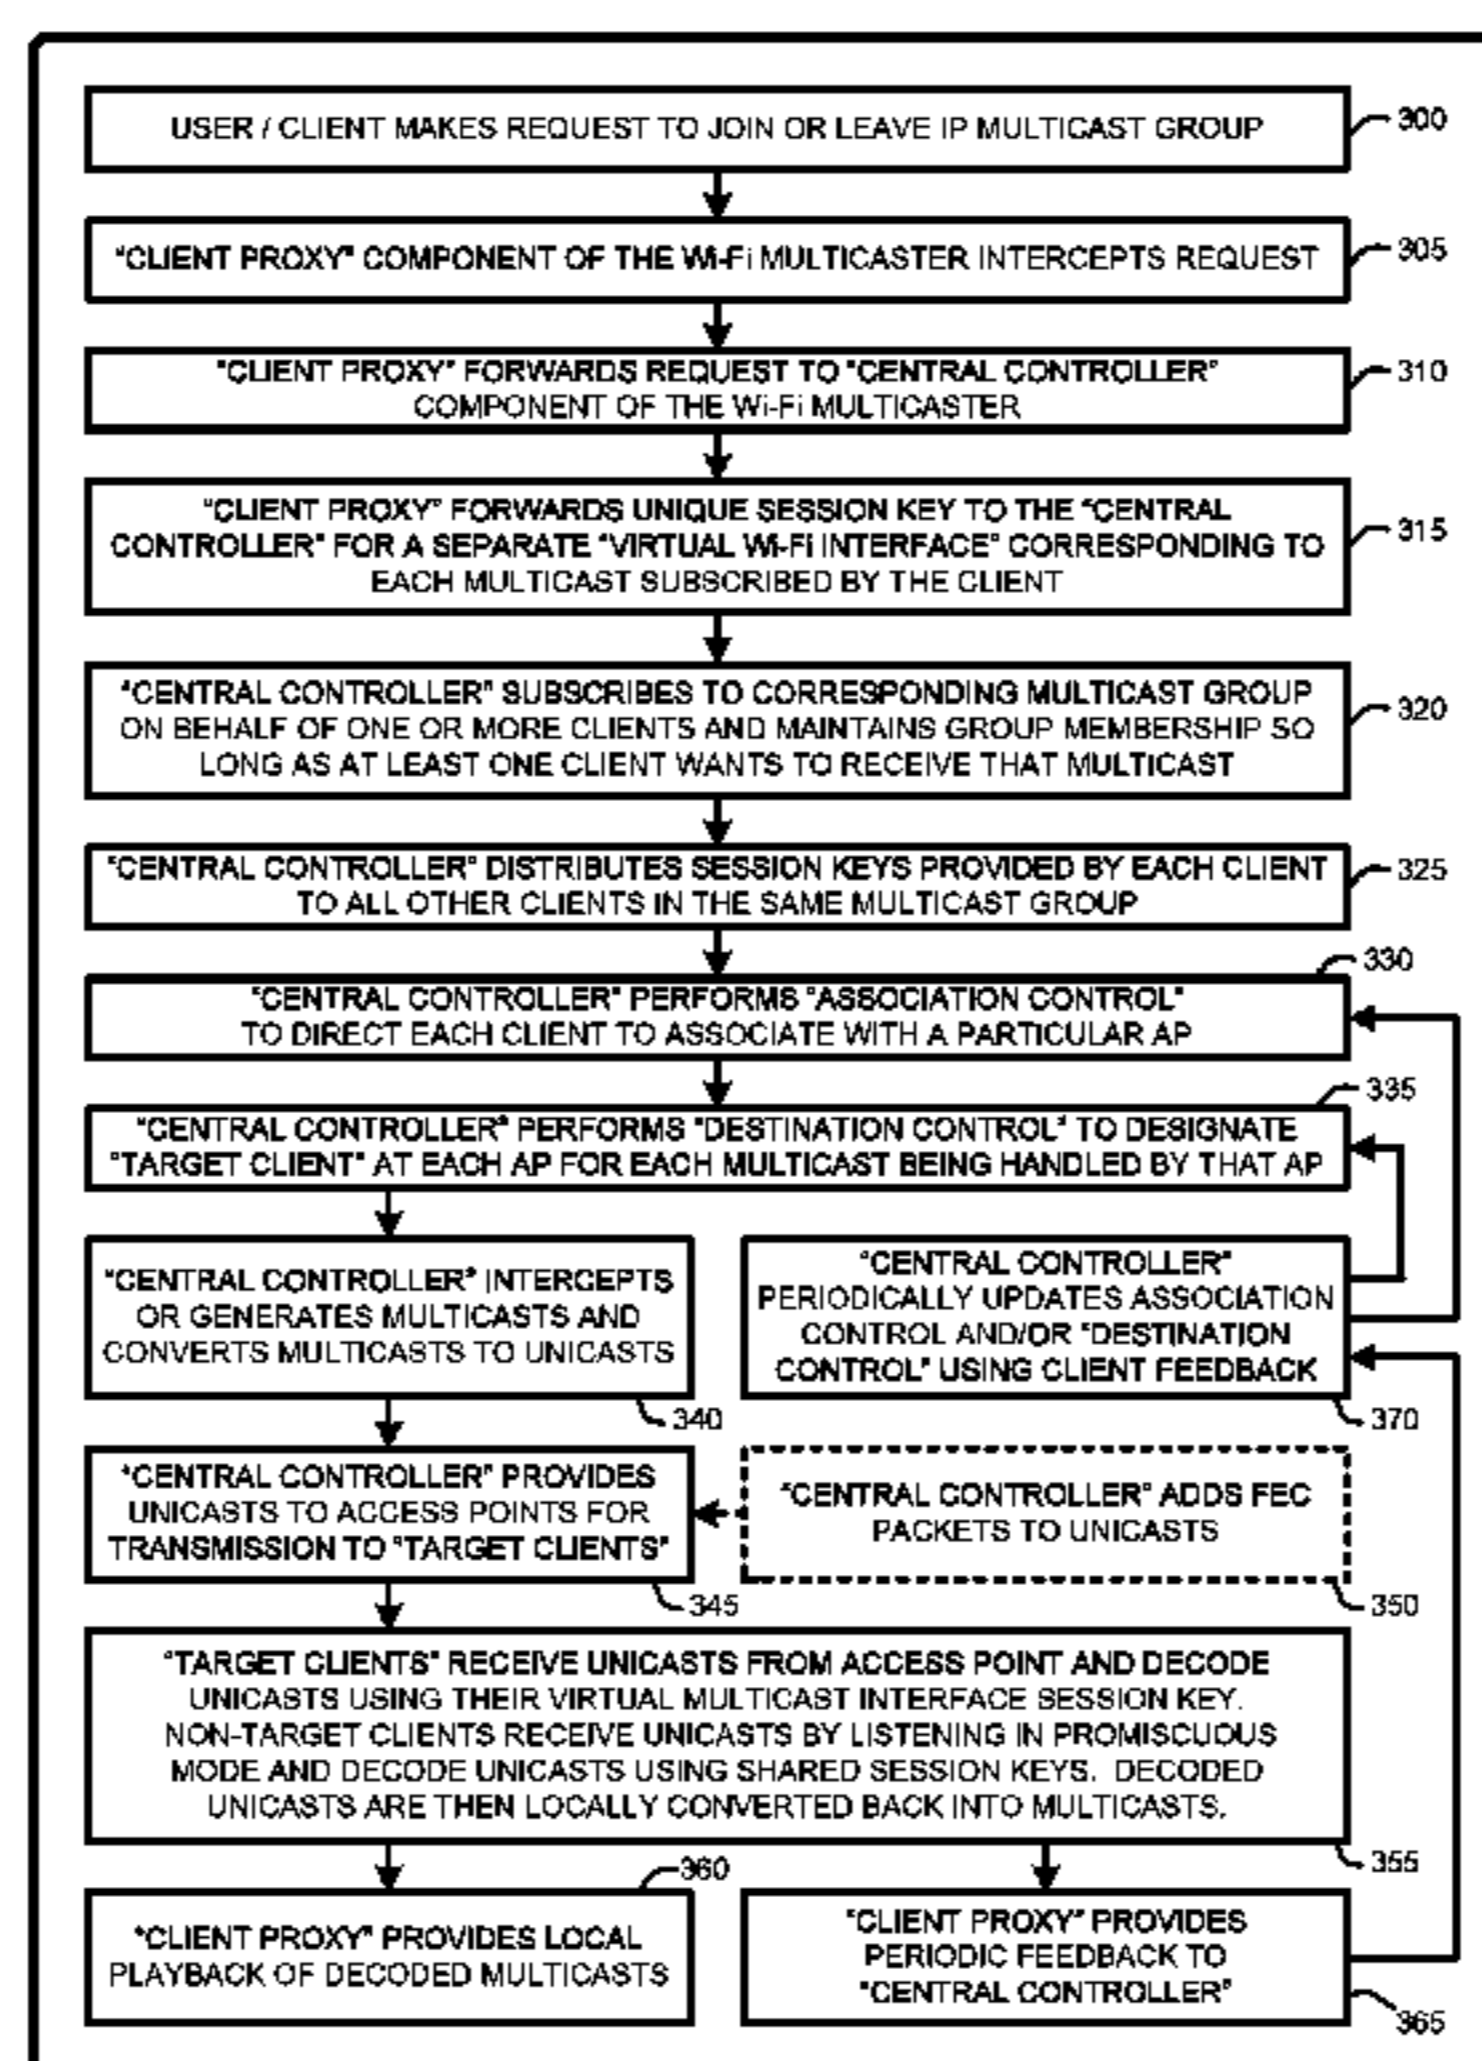 USER / CLIENT MAKES REQUEST TO JOIN OR LEAVE IP MULTICAST GROUP
300
"CLIENT PROXY" COMPONENT OF THE Wi-Fi MULTICASTER INTERCEPTS REQUEST
305
"CLIENT PROXY" FORWARDS REQUEST TO "CENTRAL CONTROLLER"
COMPONENT OF THE Wi-Fi MULTICASTER
310
"CLIENT PROXY" FORWARDS UNIQUE SESSION KEY TO THE "CENTRAL
CONTROLLER" FOR A SEPARATE "VIRTUAL Wi-Fi INTERFACE" CORRESPONDING TO
EACH MULTICAST SUBSCRIBED BY THE CLIENT
315
"CENTRAL CONTROLLER" SUBSCRIBES TO CORRESPONDING MULTICAST GROUP
ON BEHALF OF ONE OR MORE CLIENTS AND MAINTAINS GROUP MEMBERSHIP SO
LONG AS AT LEAST ONE CLIENT WANTS TO RECEIVE THAT MULTICAST
320
"CENTRAL CONTROLLER" DISTRIBUTES SESSION KEYS PROVIDED BY EACH CLIENT
TO ALL OTHER CLIENTS IN THE SAME MULTICAST GROUP
325
330
"CENTRAL CONTROLLER" PERFORMS "ASSOCIATION CONTROL"
TO DIRECT EACH CLIENT TO ASSOCIATE WITH A PARTICULAR AP
335
"CENTRAL CONTROLLER" PERFORMS "DESTINATION CONTROL" TO DESIGNATE
"TARGET CLIENT" AT EACH AP FOR EACH MULTICAST BEING HANDLED BY THAT AP
"CENTRAL CONTROLLER" INTERCEPTS
OR GENERATES MULTICASTS AND
CONVERTS MULTICASTS TO UNICASTS
340
"CENTRAL CONTROLLER"
PERIODICALLY UPDATES ASSOCIATION
CONTROL AND/OR "DESTINATION
CONTROL" USING CLIENT FEEDBACK
370
"CENTRAL CONTROLLER" PROVIDES
UNICASTS TO ACCESS POINTS FOR
TRANSMISSION TO "TARGET CLIENTS"
345
"CENTRAL CONTROLLER" ADDS FEC
PACKETS TO UNICASTS
350
"TARGET CLIENTS" RECEIVE UNICASTS FROM ACCESS POINT AND DECODE
UNICASTS USING THEIR VIRTUAL MULTICAST INTERFACE SESSION KEY.
NON-TARGET CLIENTS RECEIVE UNICASTS BY LISTENING IN PROMISCUOUS
MODE AND DECODE UNICASTS USING SHARED SESSION KEYS. DECODED
UNICASTS ARE THEN LOCALLY CONVERTED BACK INTO MULTICASTS.
355
360
"CLIENT PROXY" PROVIDES LOCAL
PLAYBACK OF DECODED MULTICASTS
"CLIENT PROXY" PROVIDES
PERIODIC FEEDBACK TO
"CENTRAL CONTROLLER"
365